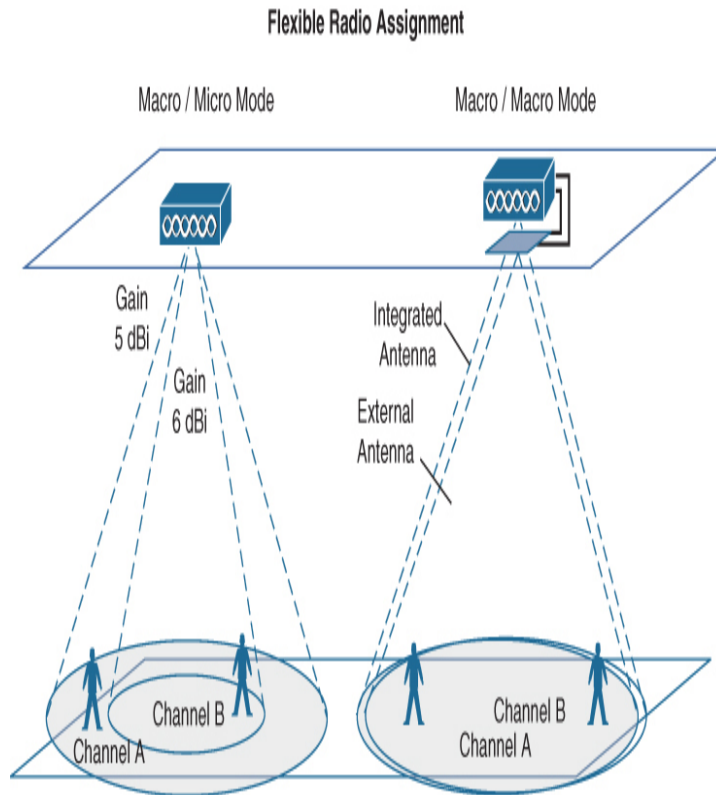 Flexible Radio Assignment
Macro / Micro Mode
Macro / Macro Mode
Gain
5 dBi
Gain
6 dBi
Integrated
Antenna
External
Antenna
Channel B
Channel A
Channel B
Channel A